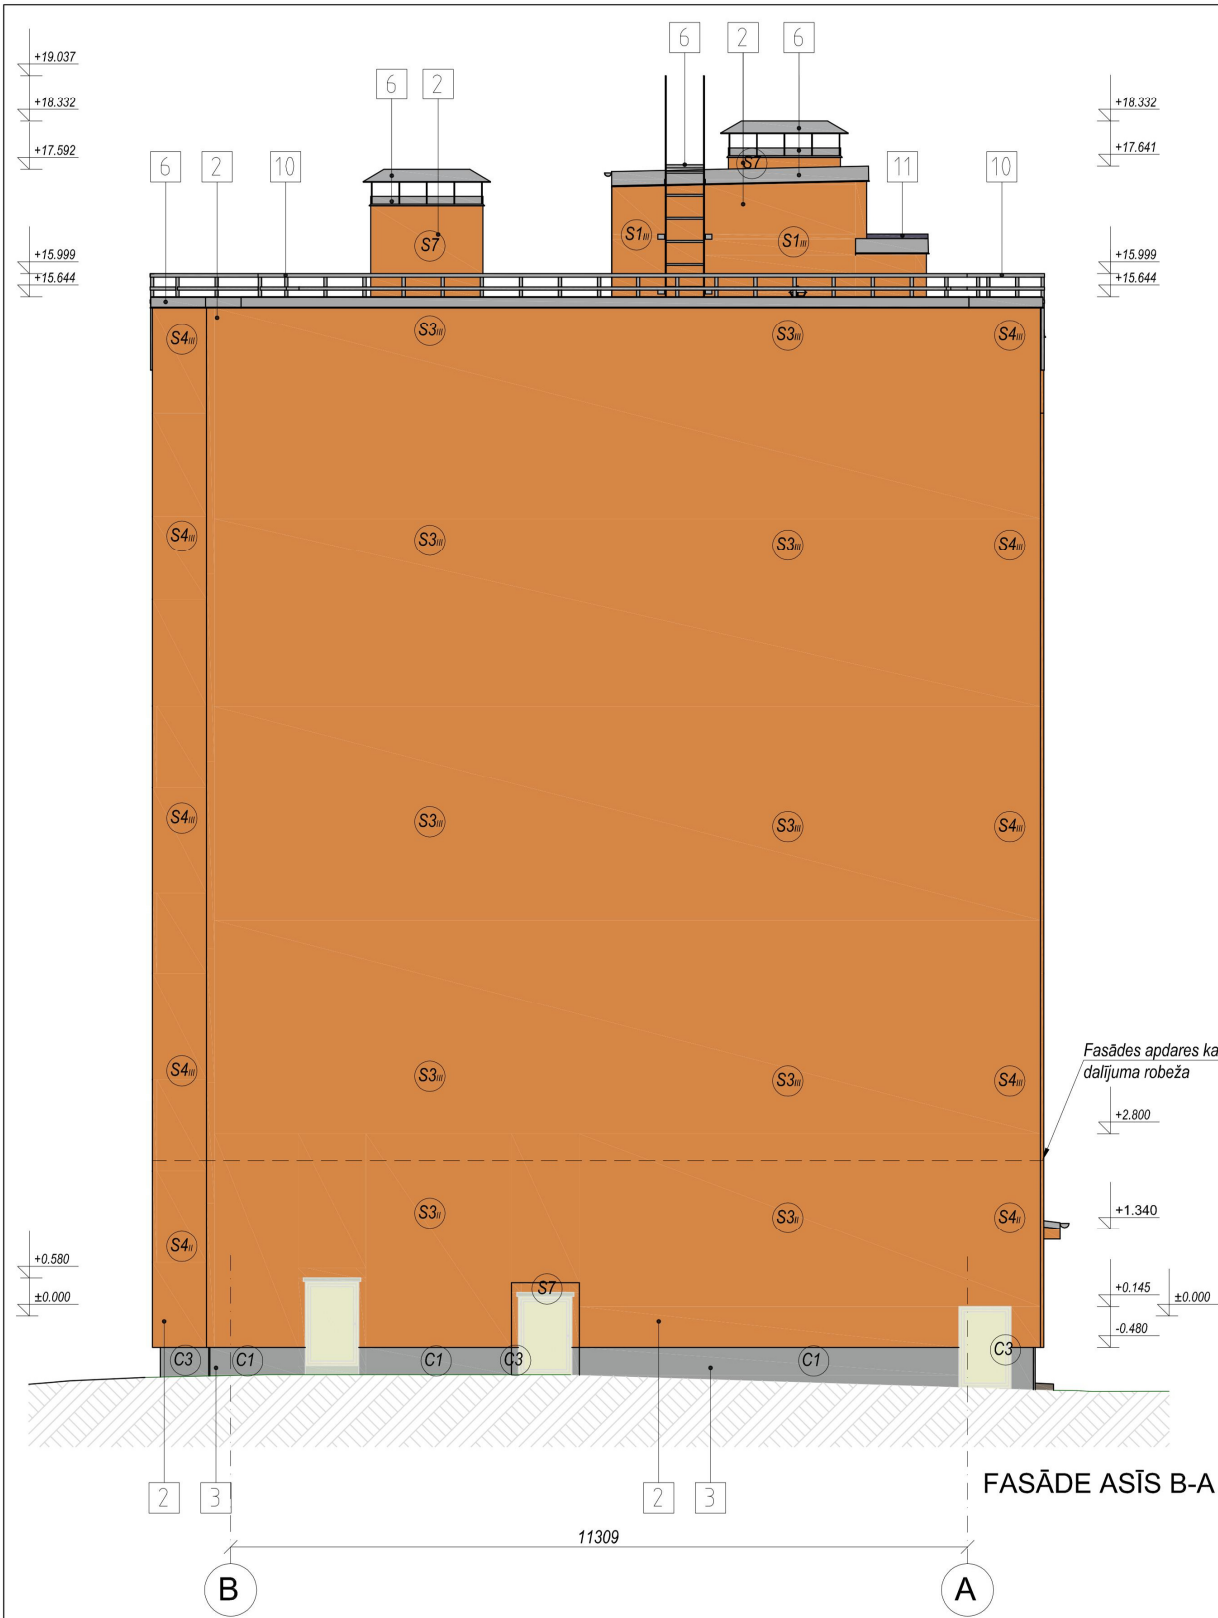 6 2 6
+19.037
6 2
+18.332 +18.332
+17.592 +17.641
6 2 10 11 10
S7
S7 S1III S1III
+15.999 +15.999
+15.644 +15.644
6
S4III S3III S3III S4III
S4III S3III S3III S4III
S4III S3III S3III S4III
Fasādes apdares ka
dalījuma robeža
S4III S3III S3III S4III
+2.800
S3II S3II S4II
+1.340
S4II
+0.580
S7
±0.000 +0.145 ±0.000
-0.480
C3 C1 C1 C3 C1 C3
FASĀDE ASĪS B-A
2 3 2 3
11309
B A